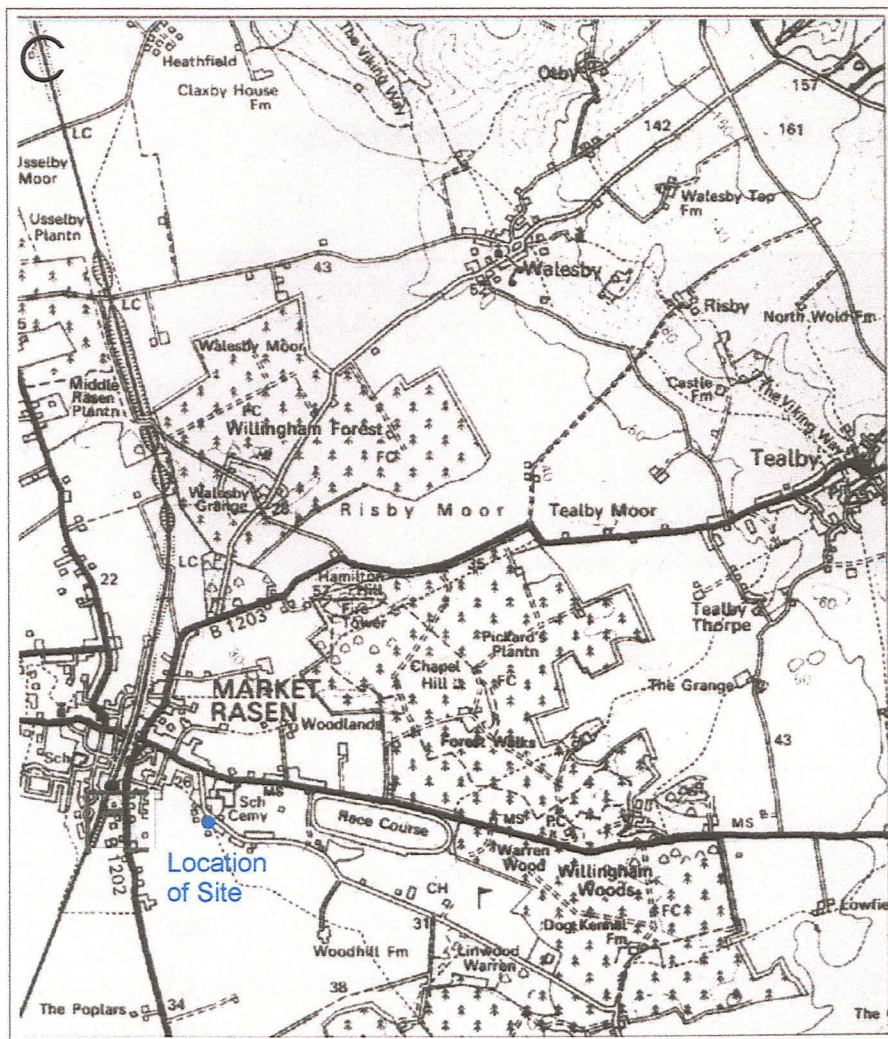 C
Heathfield
Claxby House
Fm
The Viking Way
Otby
157
142
161
LC
Usselby
Moor
Walesby Top
Fm
Usselby
Plantn
43
Walesby
LC
Risby
North Wold Fm
Walesby Moor
Castle
Fm
The Viking Way
Middle
Rasen
Plantn
FC
Willingham Forest
FC
Tealby
Walesby
Grange
28
Risby Moor
Tealby Moor
LC
22
35
Hamilton
Hill
Fire
Tower
B 1203
Tealby
Thorpe
60
Pickard's
Plantn
Chapel
Hill
FC
The Grange
MARKET
RASEN
Woodlands
Forest Walks
43
Sch
26
MS
Sch
Cemy
Race Course
MS
MS
Warren
Wood
Willingham
Woods
B 1202
Location
of Site
CH
FC
31
Dog Kennel
Fm
Woodhill Fm
Linwood
Warren
38
The Poplars
34
The